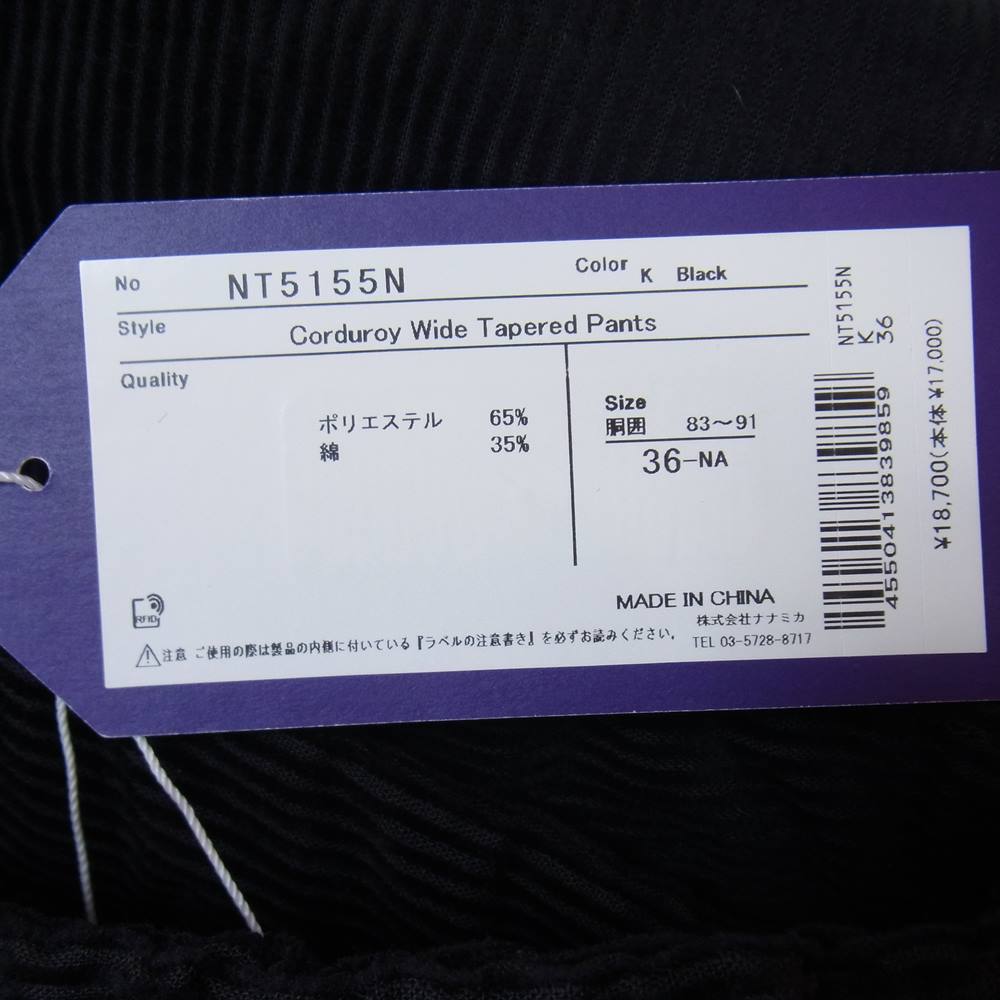 No NT5155N Color K Black
Style Corduroy Wide Tapered Pants
Quality
ポリエステル 65%
綿 35%
Size
胴囲 83～91
36-NA
RFID
MADE IN CHINA
株式会社ナナミカ
TEL 03-5728-8717
注意 ご使用の際は製品の内側に付いている『ラベルの注意書き』を必ずお読みください。
NT5155N
K
36
4550413839859
¥18,700(本体 ¥17,000)